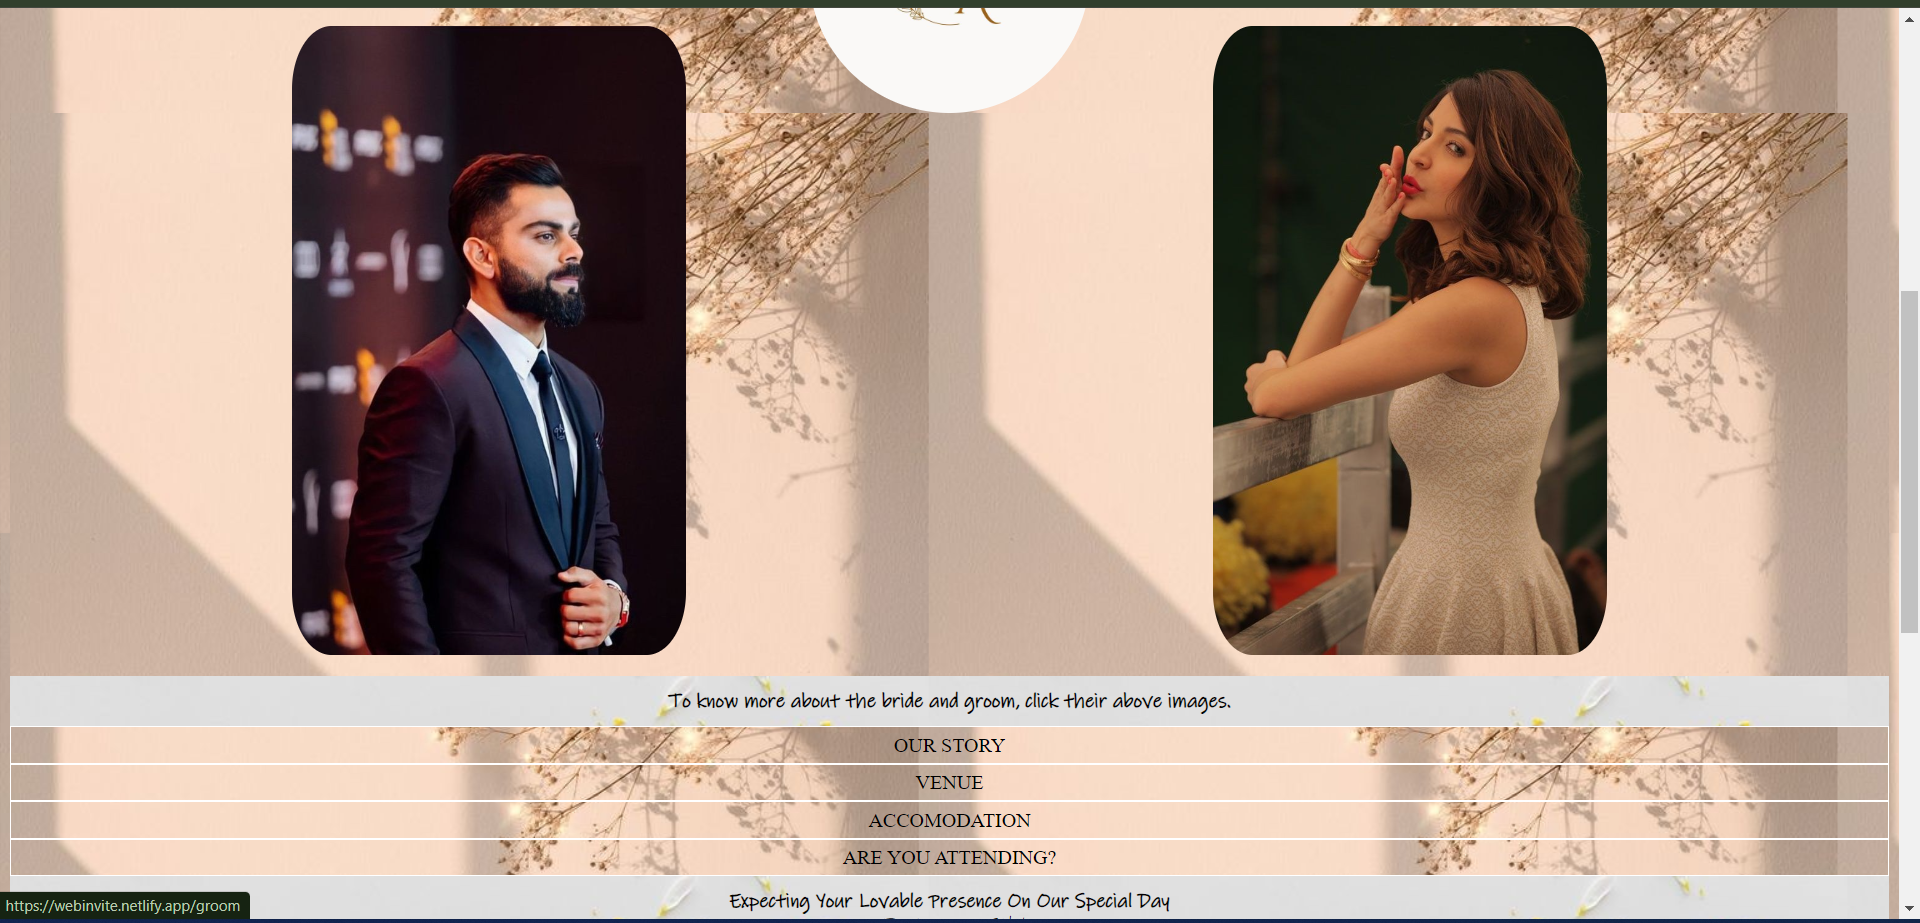 To know more about the bride and groom, click their above images.
OUR STORY
VENUE
ACCOMODATION
ARE YOU ATTENDING?
Expecting Your Lovable Presence On Our Special Day
https://webinvite.netlify.app/groom